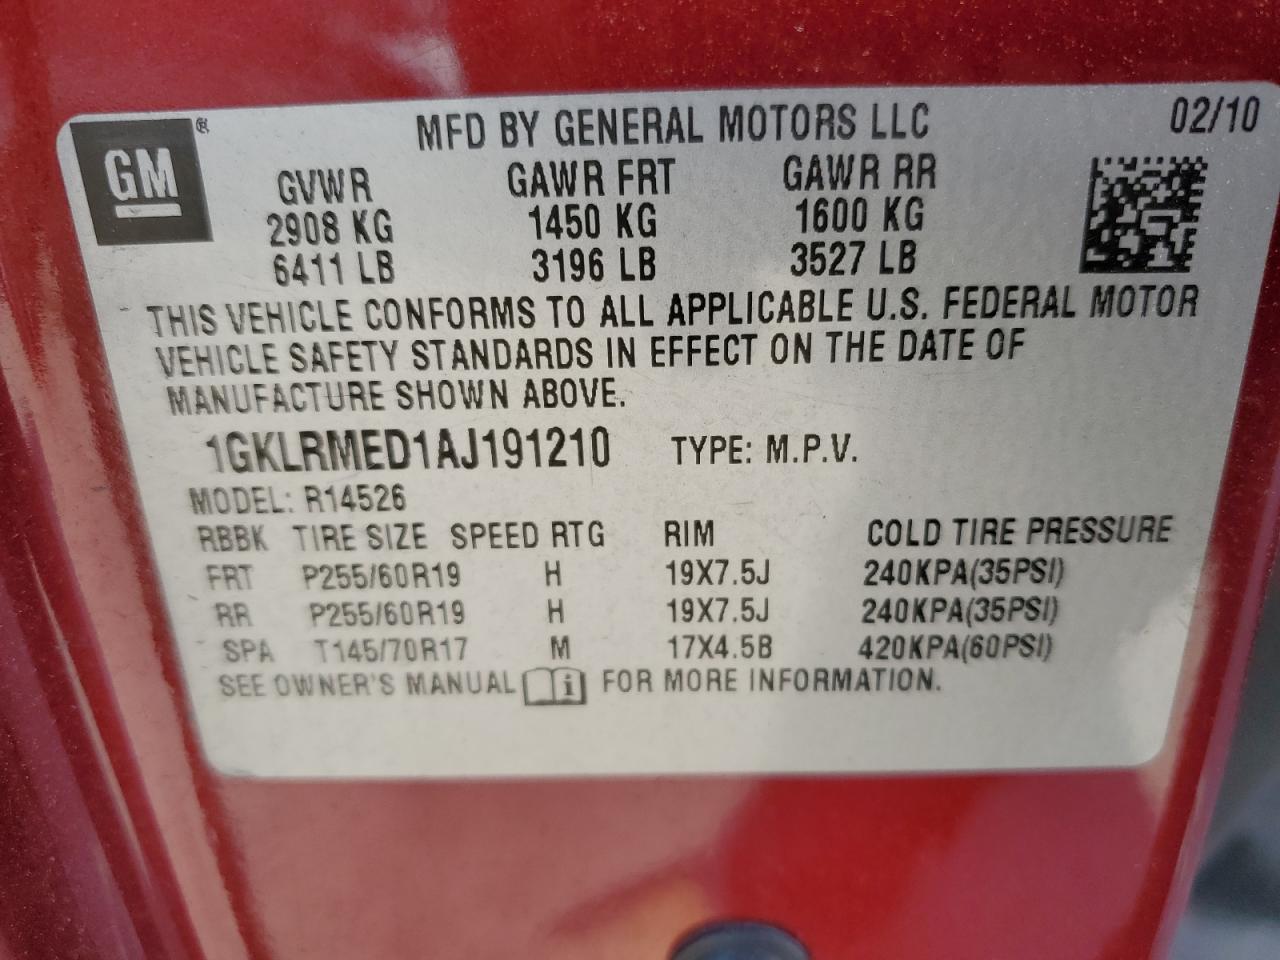 GM ®
MFD BY GENERAL MOTORS LLC 02/10
GVWR GAWR FRT GAWR RR
2908 KG 1450 KG 1600 KG
6411 LB 3196 LB 3527 LB
THIS VEHICLE CONFORMS TO ALL APPLICABLE U.S. FEDERAL MOTOR
VEHICLE SAFETY STANDARDS IN EFFECT ON THE DATE OF
MANUFACTURE SHOWN ABOVE.
1GKLRMED1AJ191210 TYPE: M.P.V.
MODEL: R14526
RBBK TIRE SIZE SPEED RTG RIM COLD TIRE PRESSURE
FRT P255/60R19 H 19X7.5J 240KPA(35PSI)
RR P255/60R19 H 19X7.5J 240KPA(35PSI)
SPA T145/70R17 M 17X4.5B 420KPA(60PSI)
SEE OWNER'S MANUAL i FOR MORE INFORMATION.